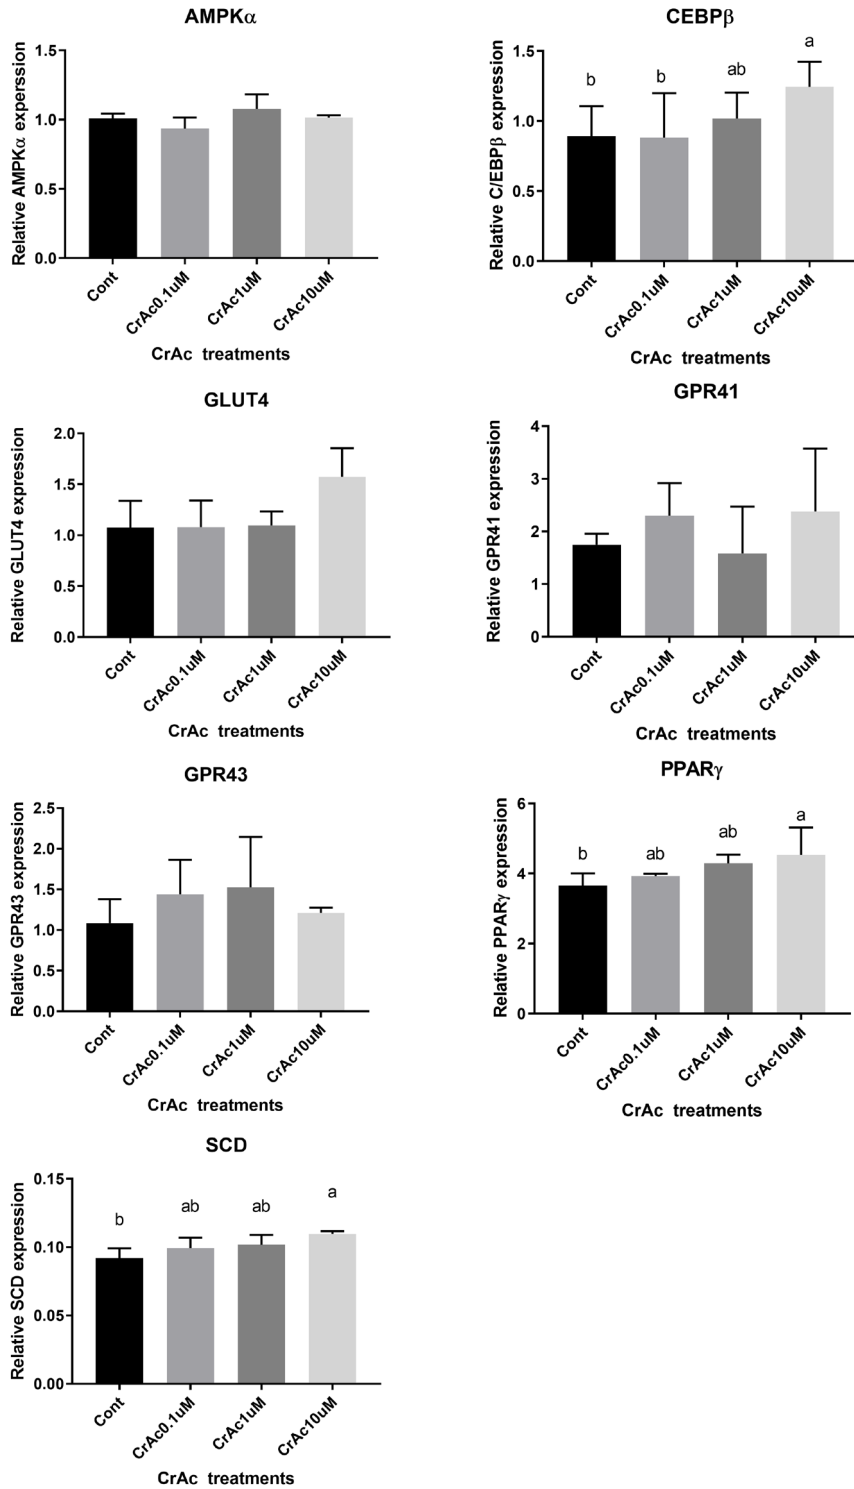 AMPKα
Relative AMPKα experssion
1.5
1.0
0.5
0.0
Cont
CrAc0.1uM
CrAc1uM
CrAc10uM
CrAc treatments
CEBPβ
Relative C/EBPβ expression
1.5
1.0
0.5
0.0
b
b
ab
a
Cont
CrAc0.1uM
CrAc1uM
CrAc10uM
CrAc treatments
GLUT4
Relative GLUT4 expression
2.0
1.5
1.0
0.5
0.0
Cont
CrAc0.1uM
CrAc1uM
CrAc10uM
CrAc treatments
GPR41
Relative GPR41 expression
4
3
2
1
0
Cont
CrAc0.1uM
CrAc1uM
CrAc10uM
CrAc treatments
GPR43
Relative GPR43 expression
2.5
2.0
1.5
1.0
0.5
0.0
Cont
CrAc0.1uM
CrAc1uM
CrAc10uM
CrAc treatments
PPARγ
Relative PPARγ expression
6
4
2
0
b
ab
ab
a
Cont
CrAc0.1uM
CrAc1uM
CrAc10uM
CrAc treatments
SCD
Relative SCD expression
0.15
0.10
0.05
0.00
b
ab
ab
a
Cont
CrAc0.1uM
CrAc1uM
CrAc10uM
CrAc treatments